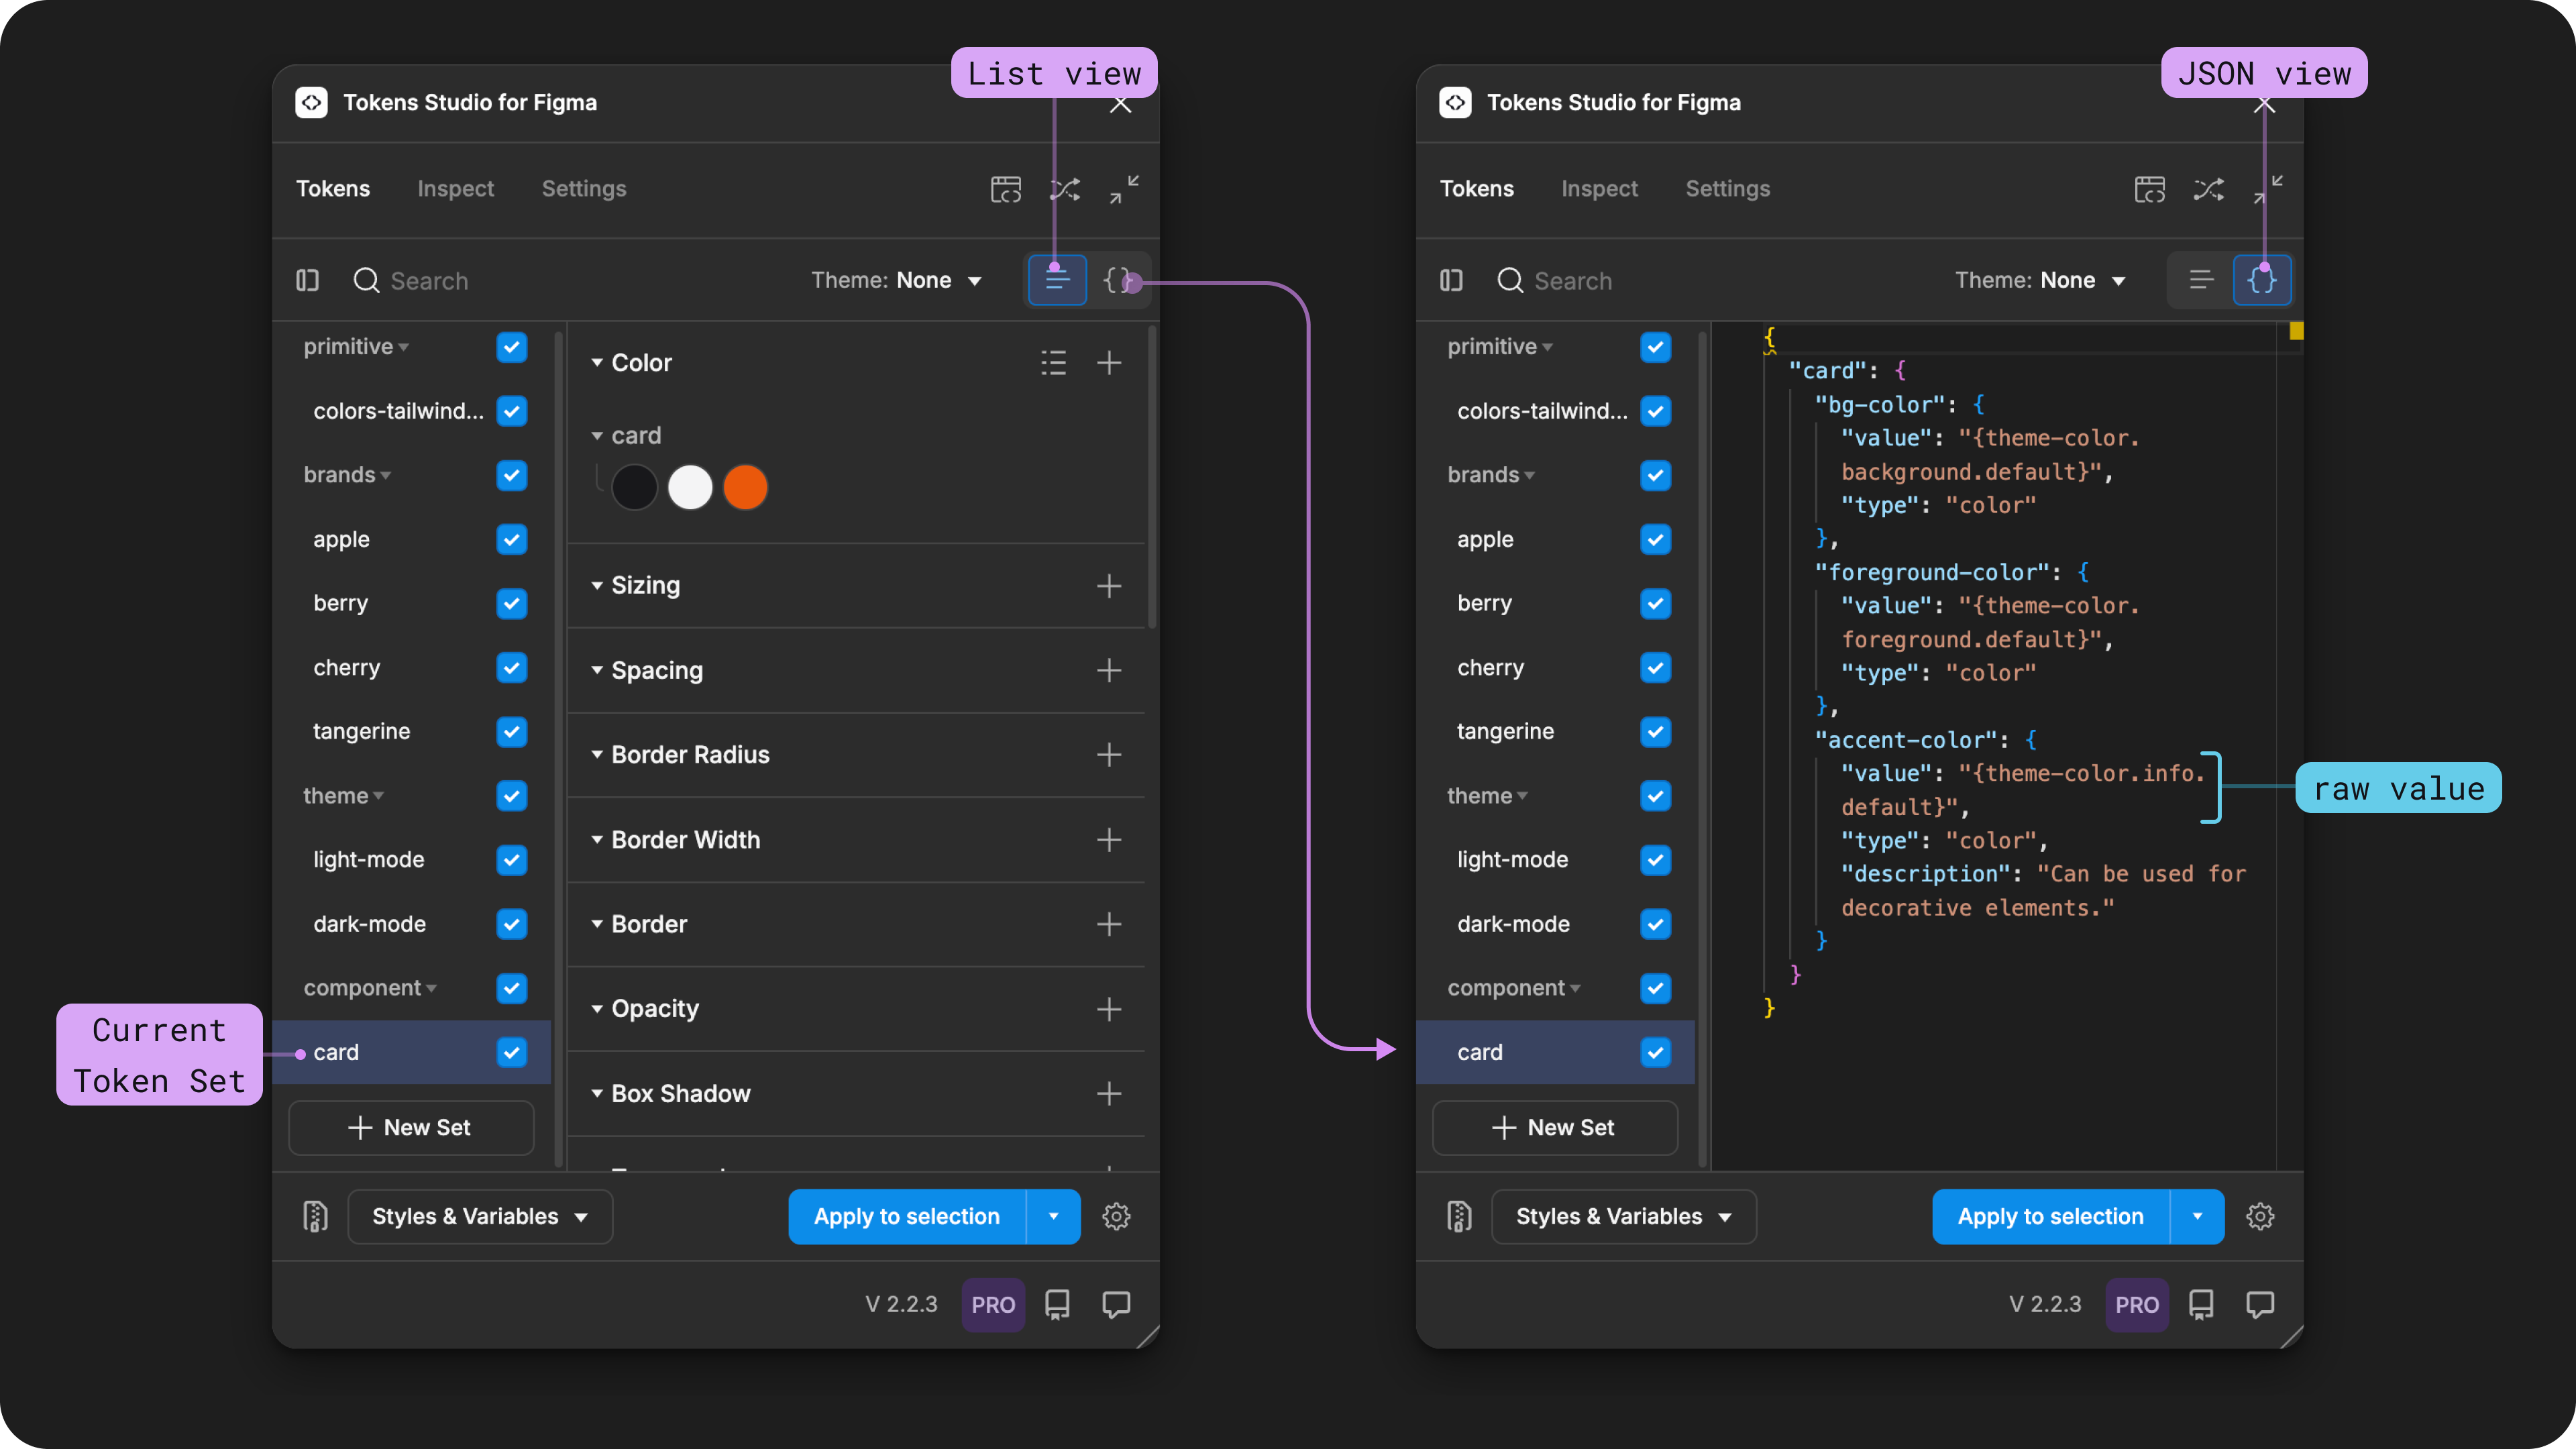 List view
Tokens Studio for Figma
Tokens
Inspect
Settings
Search
Theme: None
primitive
colors-tailwind...
brands
apple
berry
cherry
tangerine
theme
light-mode
dark-mode
component
card
New Set
Color
card
Sizing
Spacing
Border Radius
Border Width
Border
Opacity
Box Shadow
Styles & Variables
Apply to selection
V 2.2.3
PRO
Current
Token Set
JSON view
Tokens Studio for Figma
Tokens
Inspect
Settings
Search
Theme: None
{}
primitive
colors-tailwind...
brands
apple
berry
cherry
tangerine
theme
light-mode
dark-mode
component
card
New Set
{
"card": {
"bg-color": {
"value": "{theme-color.
background.default}",
"type": "color"
},
"foreground-color": {
"value": "{theme-color.
foreground.default}",
"type": "color"
},
"accent-color": {
"value": "{theme-color.info.
default}",
"type": "color",
"description": "Can be used for
decorative elements."
}
}
}
raw value
Styles & Variables
Apply to selection
V 2.2.3
PRO